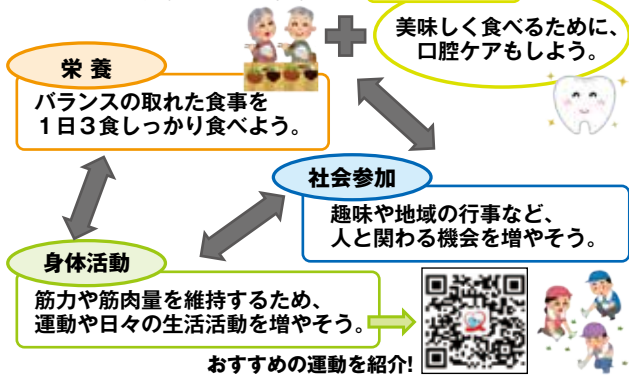 美味しく食べるために、
口腔ケアもしよう。
栄 養
バランスの取れた食事を
1日3食しっかり食べよう。
社会参加
趣味や地域の行事など、
人と関わる機会を増やそう。
身体活動
筋力や筋肉量を維持するため、
運動や日々の生活活動を増やそう。
おすすめの運動を紹介!